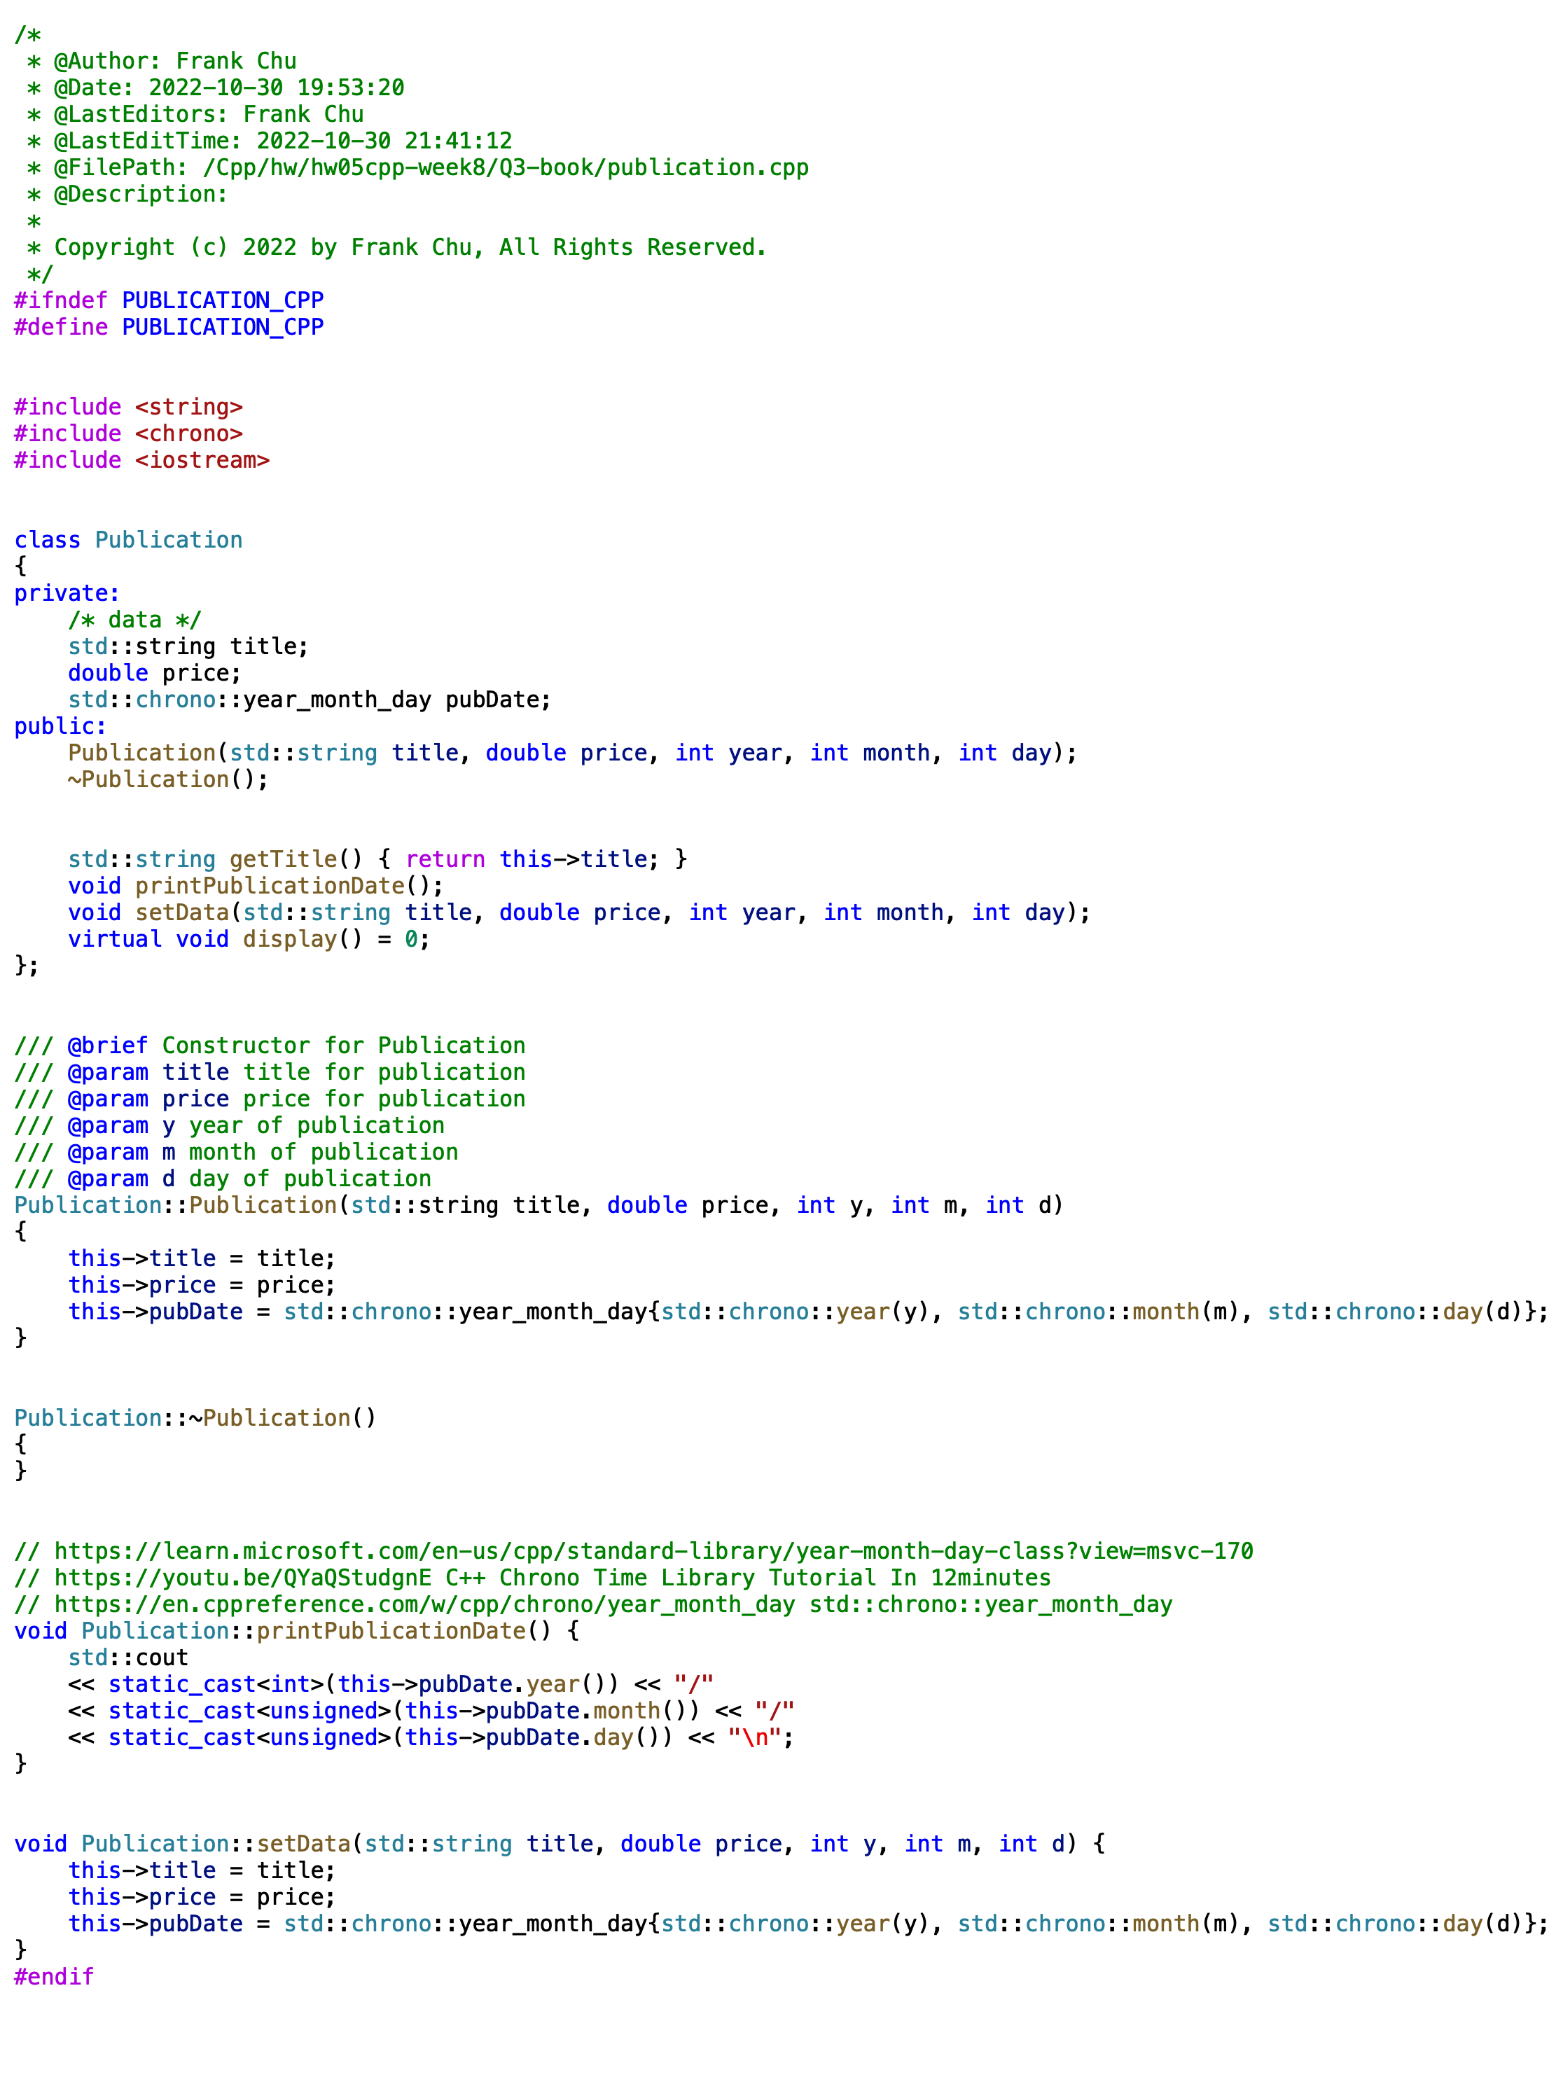 /*
 * @Author: Frank Chu
 * @Date: 2022-10-30 19:53:20
 * @LastEditors: Frank Chu
 * @LastEditTime: 2022-10-30 21:41:12
 * @FilePath: /Cpp/hw/hw05cpp-week8/Q3-book/publication.cpp
 * @Description:
 *
 * Copyright (c) 2022 by Frank Chu, All Rights Reserved.
 */
#ifndef PUBLICATION_CPP
#define PUBLICATION_CPP
#include <string>
#include <chrono>
#include <iostream>
class Publication
{
private:
    /* data */
    std::string title;
    double price;
    std::chrono::year_month_day pubDate;
public:
    Publication(std::string title, double price, int year, int month, int day);
    ~Publication();
    std::string getTitle() { return this->title; }
    void printPublicationDate();
    void setData(std::string title, double price, int year, int month, int day);
    virtual void display() = 0;
};
/// @brief Constructor for Publication
/// @param title title for publication
/// @param price price for publication
/// @param y year of publication
/// @param m month of publication
/// @param d day of publication
Publication::Publication(std::string title, double price, int y, int m, int d)
{
    this->title = title;
    this->price = price;
    this->pubDate = std::chrono::year_month_day{std::chrono::year(y), std::chrono::month(m), std::chrono::day(d)};
}
Publication::~Publication()
{
}
// https://learn.microsoft.com/en-us/cpp/standard-library/year-month-day-class?view=msvc-170
// https://youtu.be/QYaQStudgnE C++ Chrono Time Library Tutorial In 12minutes
// https://en.cppreference.com/w/cpp/chrono/year_month_day std::chrono::year_month_day
void Publication::printPublicationDate() {
    std::cout
    << static_cast<int>(this->pubDate.year()) << "/"
    << static_cast<unsigned>(this->pubDate.month()) << "/"
    << static_cast<unsigned>(this->pubDate.day()) << "\n";
}
void Publication::setData(std::string title, double price, int y, int m, int d) {
    this->title = title;
    this->price = price;
    this->pubDate = std::chrono::year_month_day{std::chrono::year(y), std::chrono::month(m), std::chrono::day(d)};
}
#endif